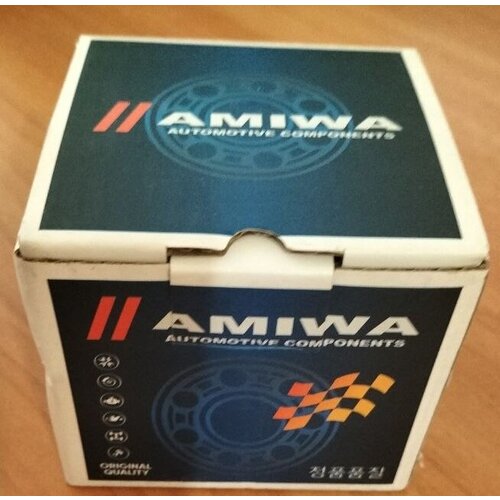 AMIWA
AUTOMOTIVE COMPONENTS
AMIWA
AUTOMOTIVE COMPONENTS
ORIGINAL
QUALITY
정품품질